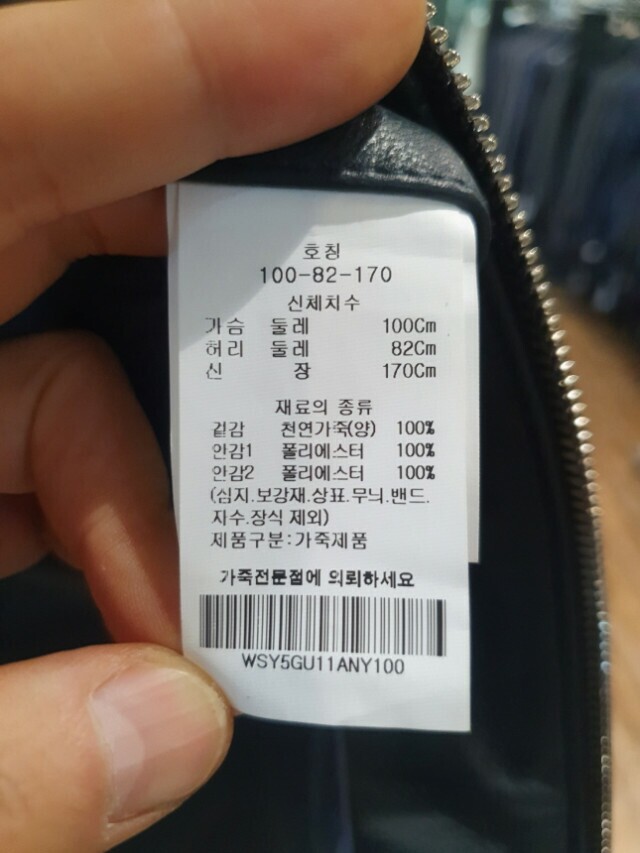 호칭
100-82-170
신체치수
가슴 둘레 100Cm
허리 둘레 82Cm
신 장 170Cm
재료의 종류
겉감 천연가죽(양) 100%
안감1 폴리에스터 100%
안감2 폴리에스터 100%
(심지.보강재.상표.무늬.밴드.
자수.장식 제외)
제품구분:가죽제품
가죽전문점에 의뢰하세요
WSY5GU11ANY100